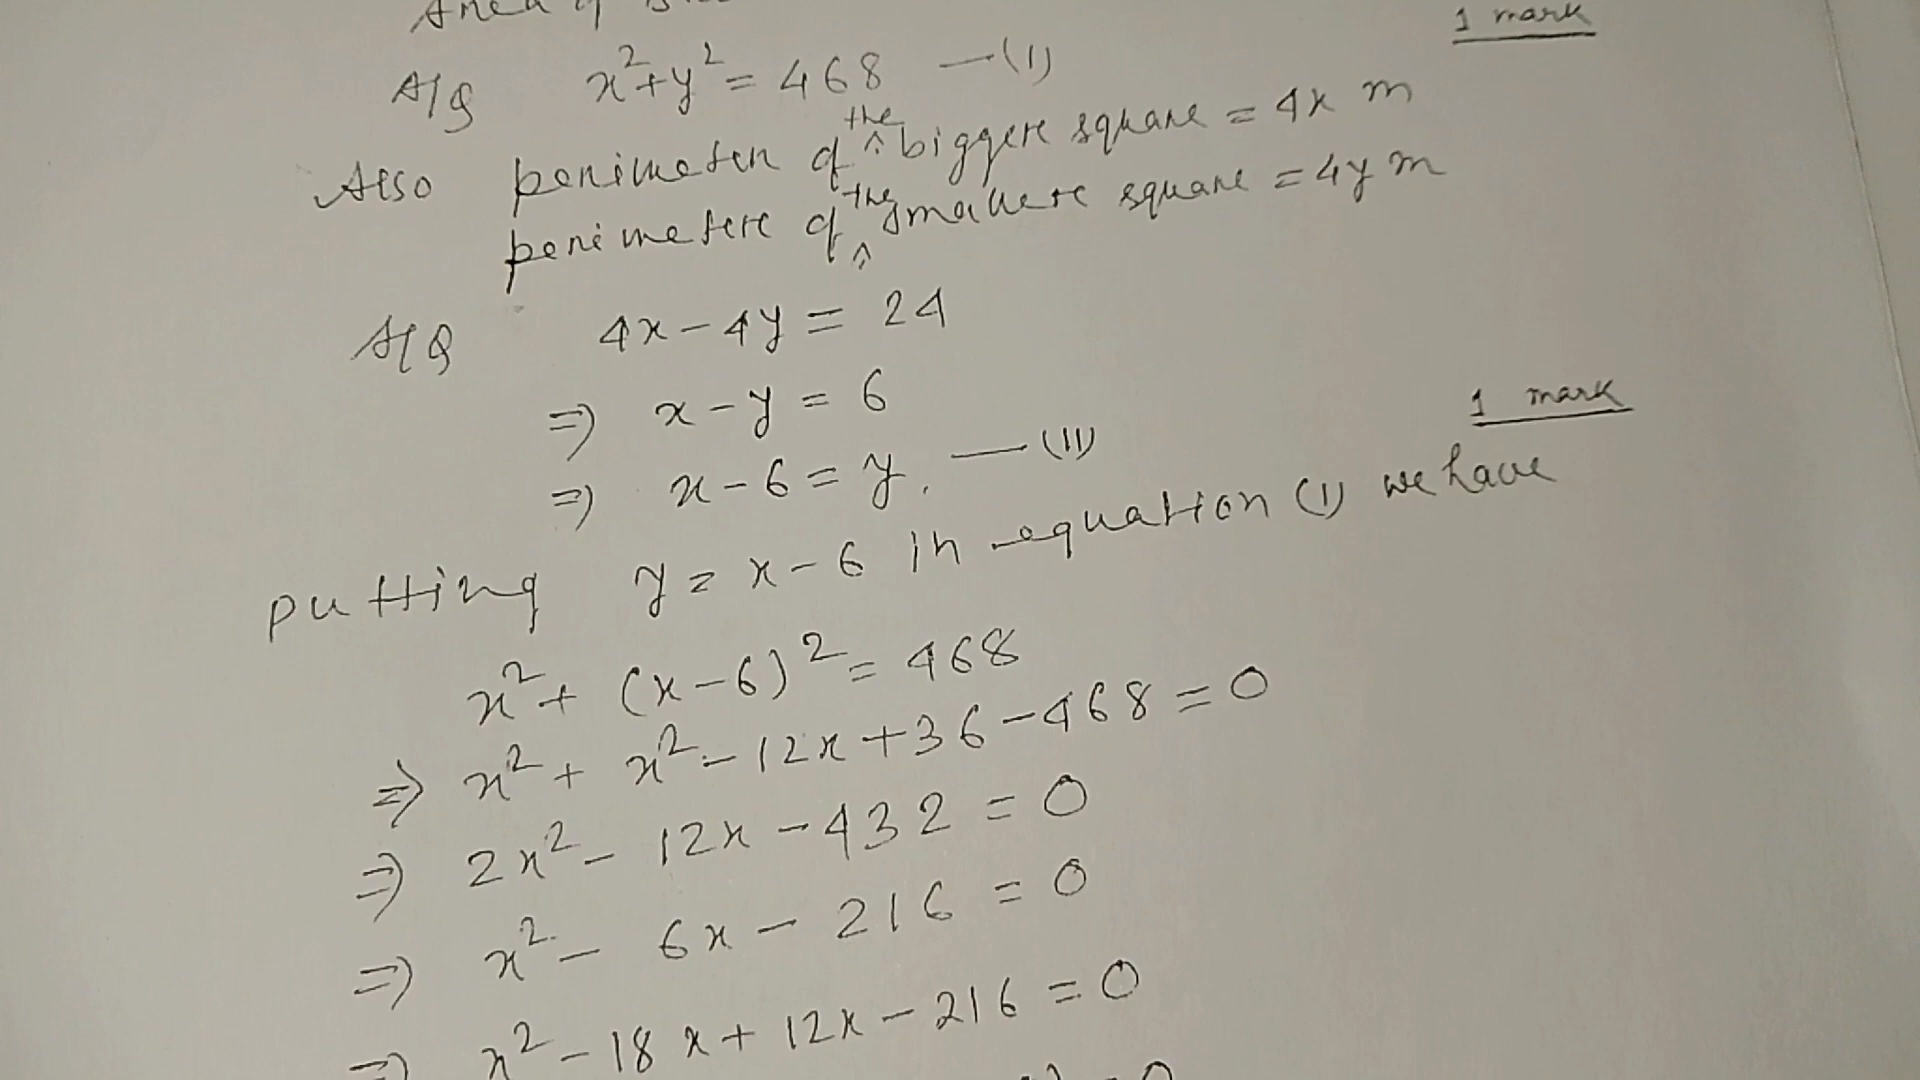 Area of
1 mark
A/Q x²+y² = 468 —(I)
Also perimeter of the bigger square = 4x m
perimeter of the smaller square = 4y m
A/Q 4x - 4y = 24
⇒ x - y = 6
1 mark
⇒ x - 6 = y. —(II)
putting y = x - 6 in equation (I) we have
x² + (x-6)² = 468
⇒ x² + x² - 12x + 36 - 468 = 0
⇒ 2x² - 12x - 432 = 0
⇒ x² - 6x - 216 = 0
⇒ x² - 18x + 12x - 216 = 0